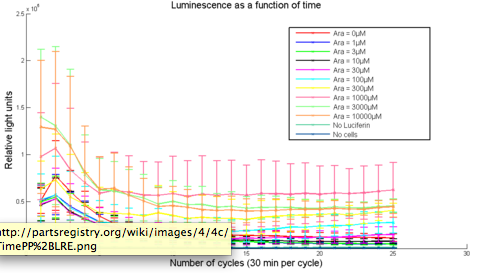 Luminescence as a function of time
2.5 x 10
Ara = 0µM
Ara = 1µM
Ara = 3µM
Ara = 10µM
Ara = 30µM
Ara = 100µM
Ara = 300µM
Ara = 1000µM
Ara = 3000µM
Ara = 10000µM
No Luciferin
No cells
2
1.5
1
0.5
Relative light units
http://partsregistry.org/wiki/images/4/4c/
TimePP%2BLRE.png
5
10
15
20
25
30
Number of cycles (30 min per cycle)